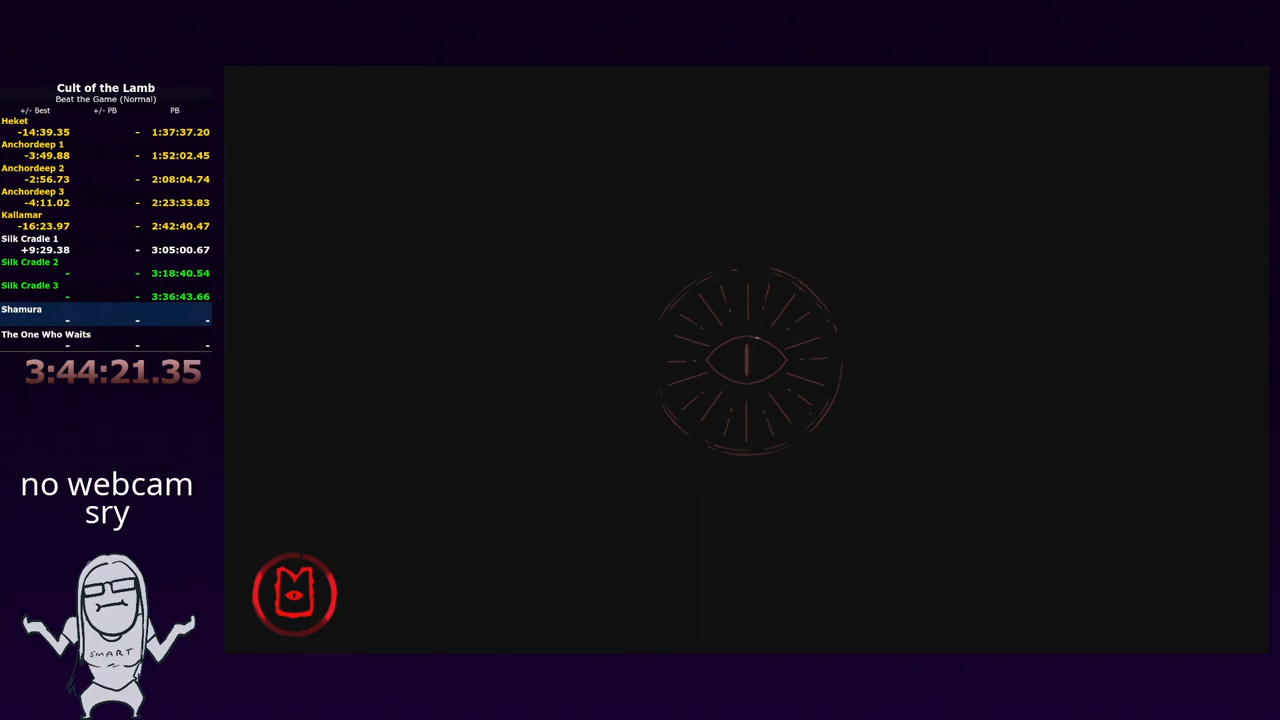 Cult of the Lamb
Beat the Game (Normal)
+/- Best +/- PB PB
Heket
-14:39.35 - 1:37:37.20
Anchordeep 1
-3:49.88 - 1:52:02.45
Anchordeep 2
-2:56.73 - 2:08:04.74
Anchordeep 3
-4:11.02 - 2:23:33.83
Kallamar
-16:23.97 - 2:42:40.47
Silk Cradle 1
+9:29.38 - 3:05:00.67
Silk Cradle 2
- - 3:18:40.54
Silk Cradle 3
- - 3:36:43.66
Shamura
- - -
The One Who Waits
- - -
3:44:21.35
no webcam
sry
SMART